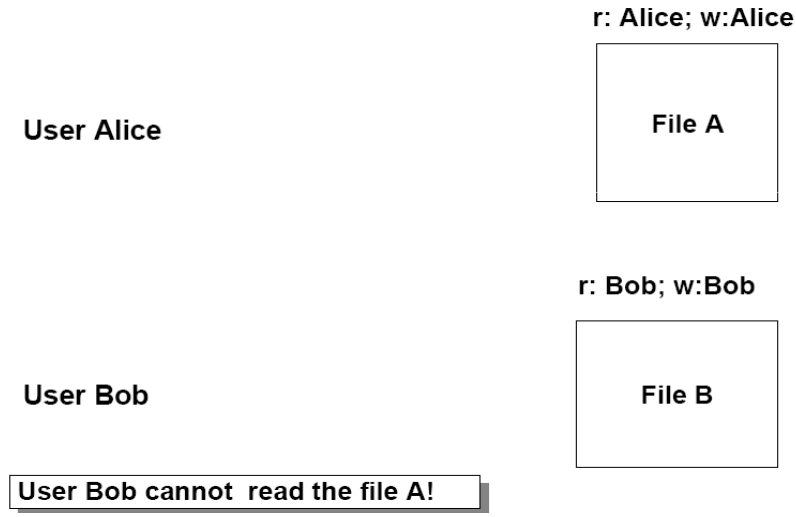 r: Alice; w:Alice
User Alice
File A
r: Bob; w:Bob
User Bob
File B
User Bob cannot read the file A!